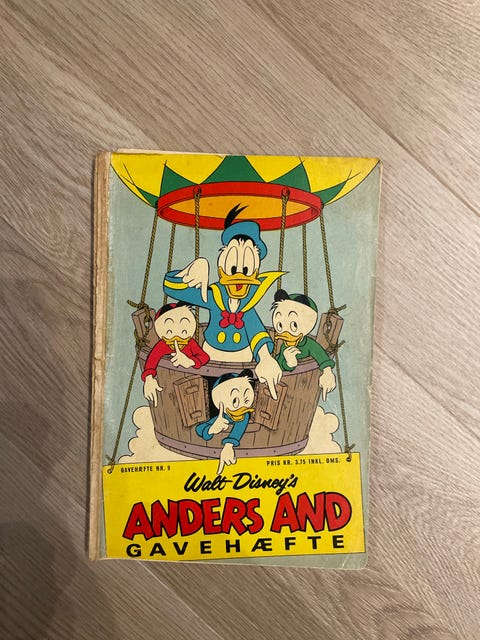 GAVEHÆFTE NR. 9
PRIS KR. 3.75 INKL. OMS.
Walt Disney's
ANDERS AND
GAVEHÆFTE